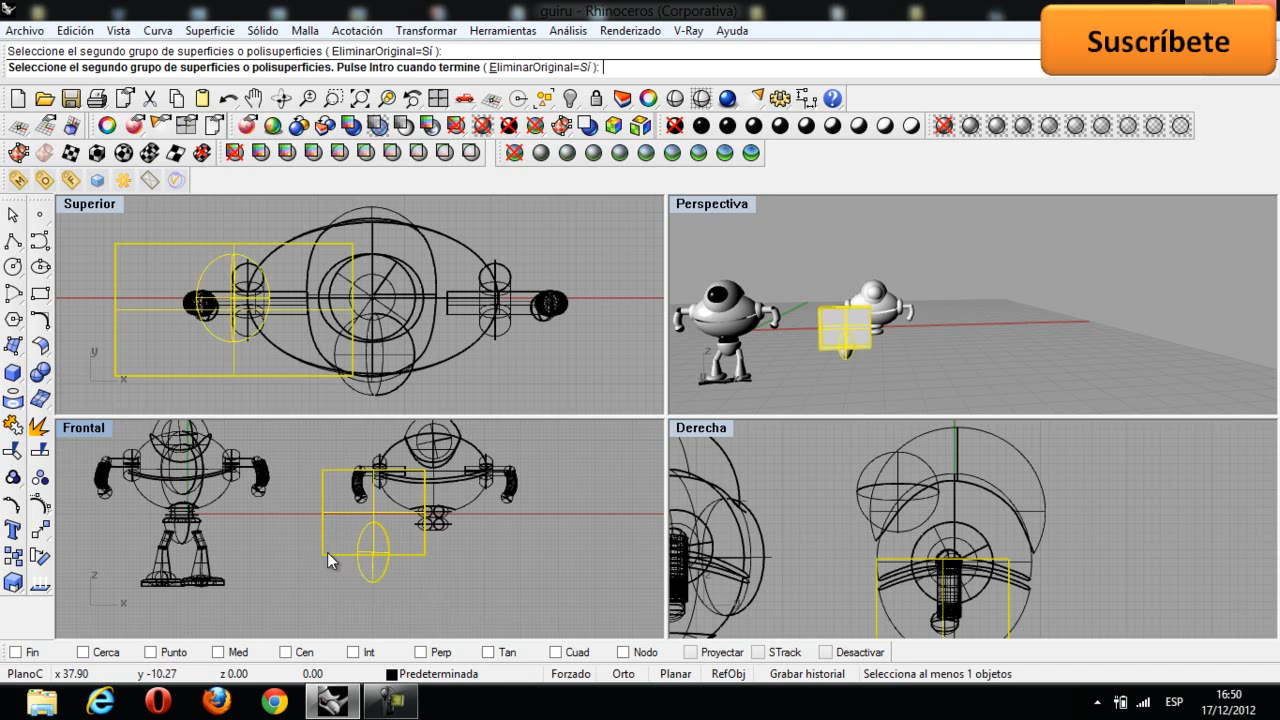 guiru - Rhinoceros (Corporativa)
Archivo Edición Vista Curva Superficie Sólido Malla Acotación Transformar Herramientas Análisis Renderizado V-Ray Ayuda
Suscríbete
Seleccione el segundo grupo de superficies o polisuperficies ( EliminarOriginal=Sí ):
Seleccione el segundo grupo de superficies o polisuperficies. Pulse Intro cuando termine ( EliminarOriginal=Sí ):
Superior
Perspectiva
y
x
z
Frontal
Derecha
z
x
Fin Cerca Punto Med Cen Int Perp Tan Cuad Nodo Proyectar STrack Desactivar
PlanoC x 37.90 y -10.27 z 0.00 0.00 Predeterminada Forzado Orto Planar RefObj Grabar historial Selecciona al menos 1 objetos
ESP
16:50
17/12/2012